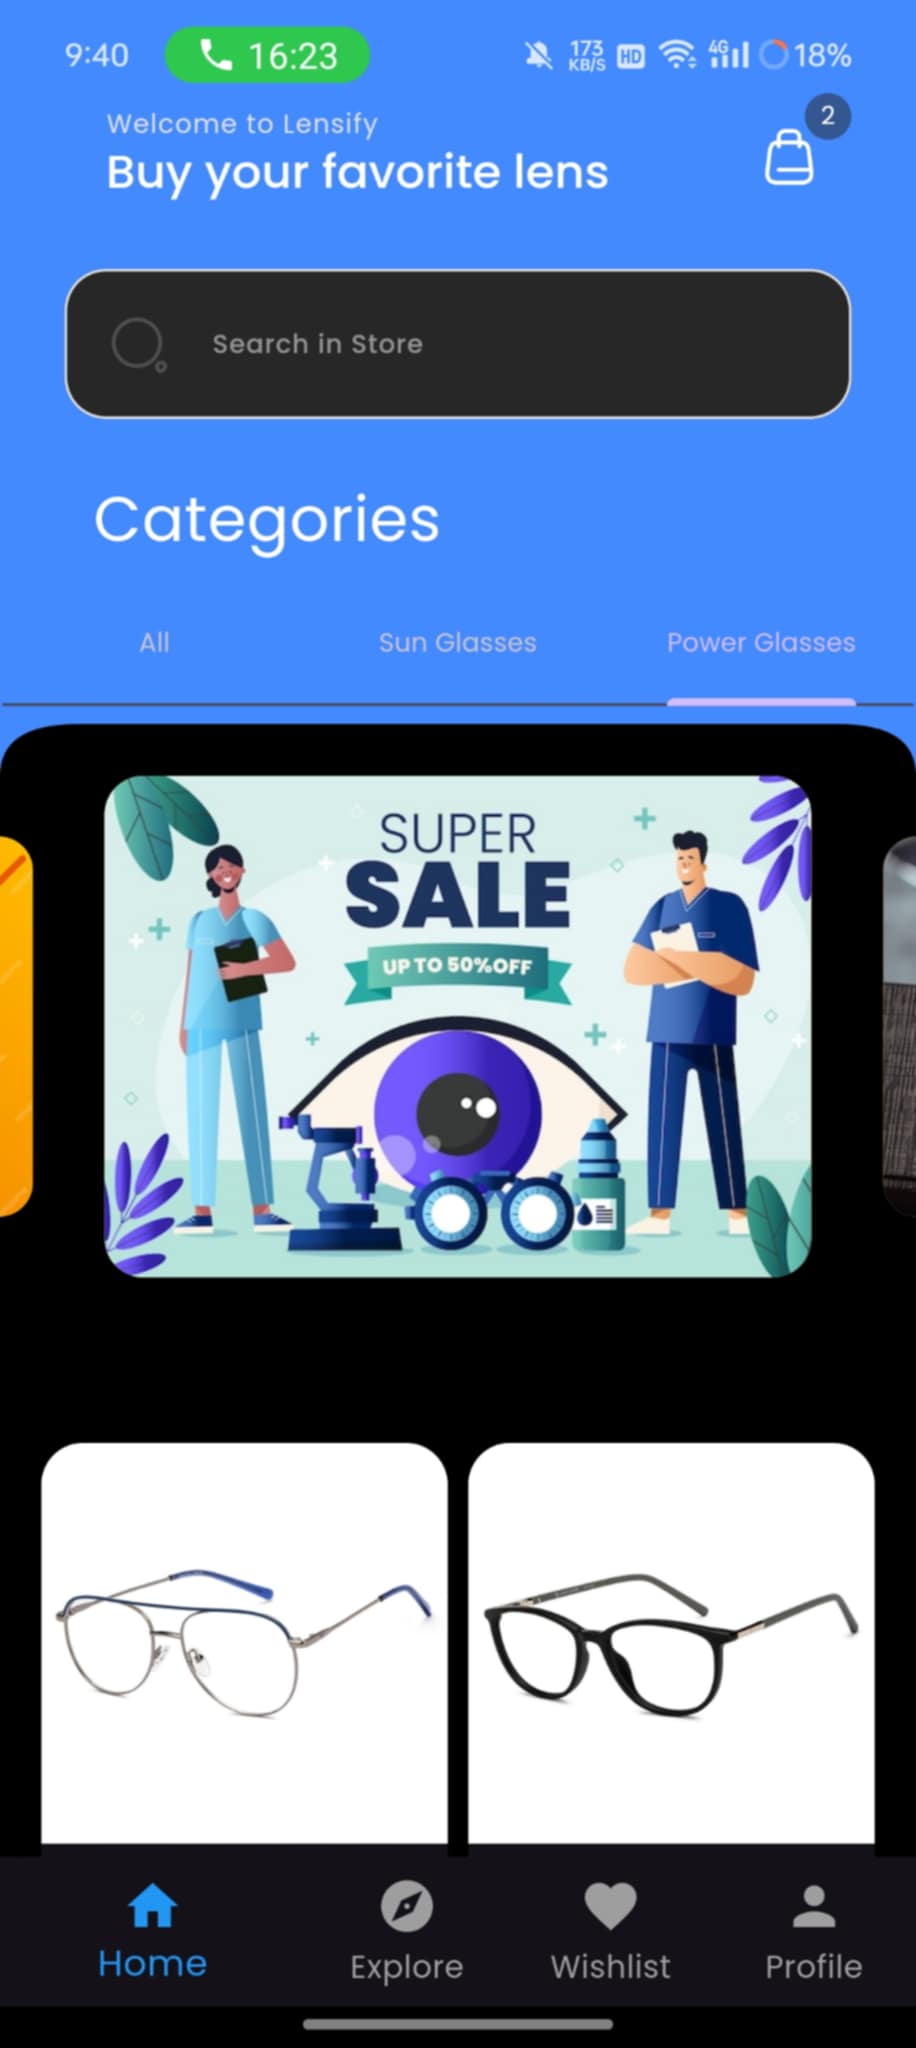 9:40
16:23
173
KB/S
HD
4G
18%
Welcome to Lensify
Buy your favorite lens
2
Search in Store
Categories
All
Sun Glasses
Power Glasses
SUPER
SALE
UP TO 50%OFF
Home
Explore
Wishlist
Profile